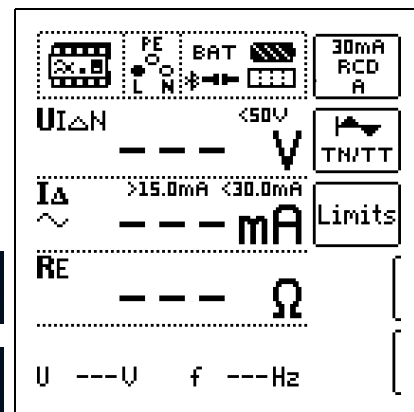 PE
BAT
L N
30mA
RCD
A
UI△N <50V
--- V
TN/TT
I△ >15.0mA <30.0mA
~ --- mA
Limits
RE
--- Ω
U ---V f ---Hz